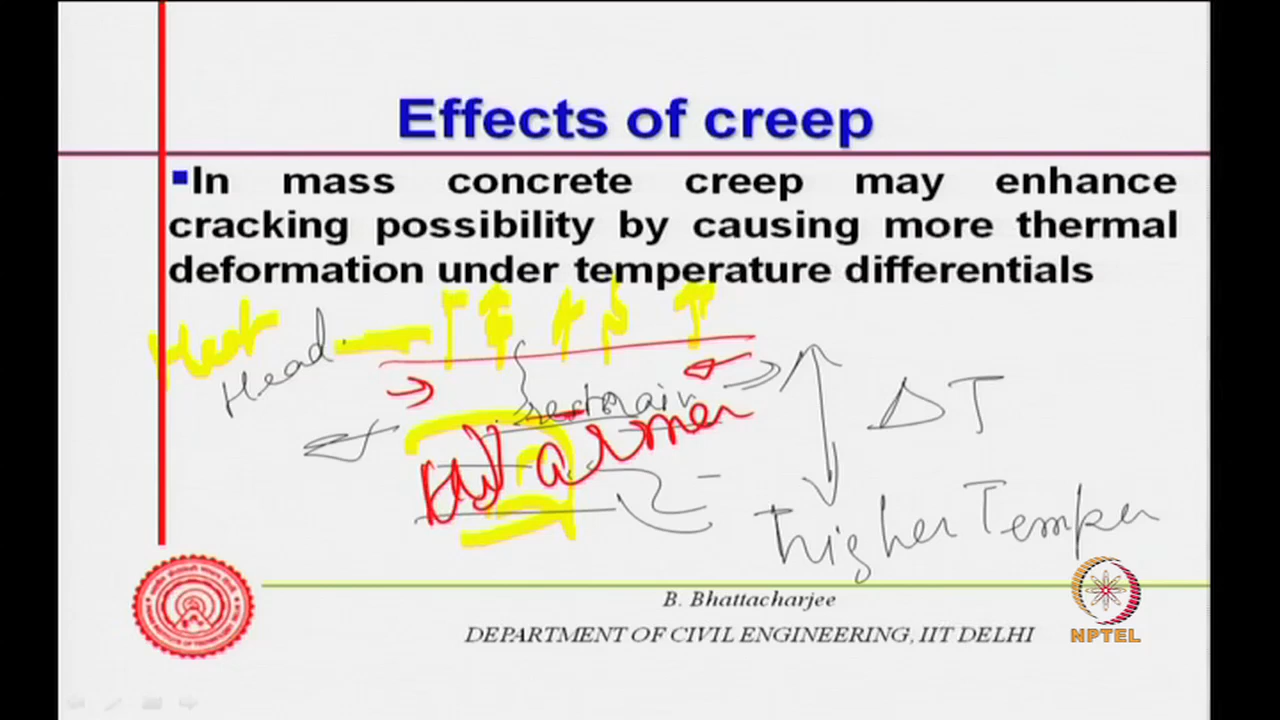 Effects of creep
In mass concrete creep may enhance
cracking possibility by causing more thermal
deformation under temperature differentials
Heat
Head
ΔT
Warmer
Higher Temper
B. Bhattacharjee
DEPARTMENT OF CIVIL ENGINEERING, IIT DELHI
NPTEL